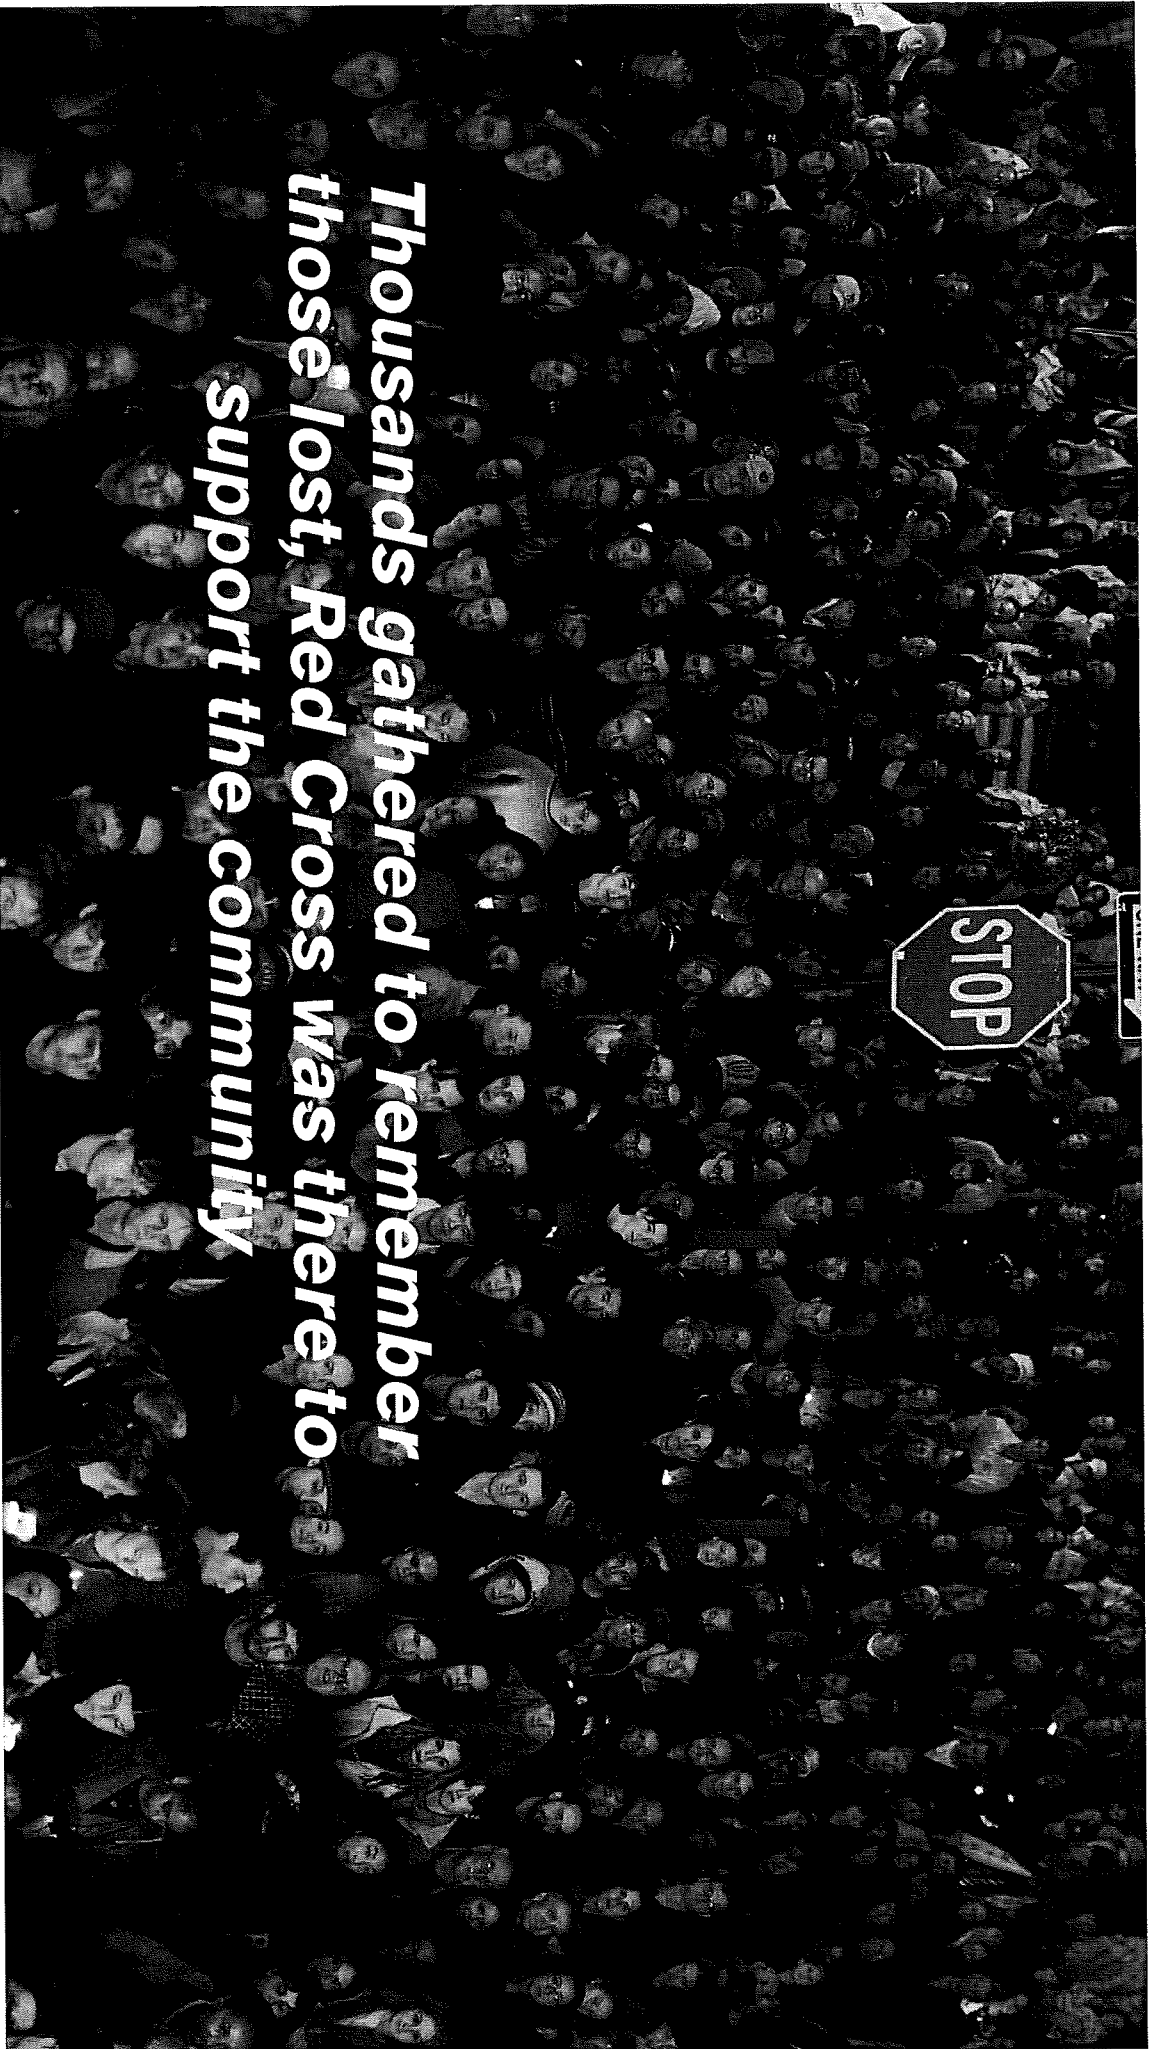 STOP
Thousands gathered to remember
those lost, Red Cross was there to
support the community